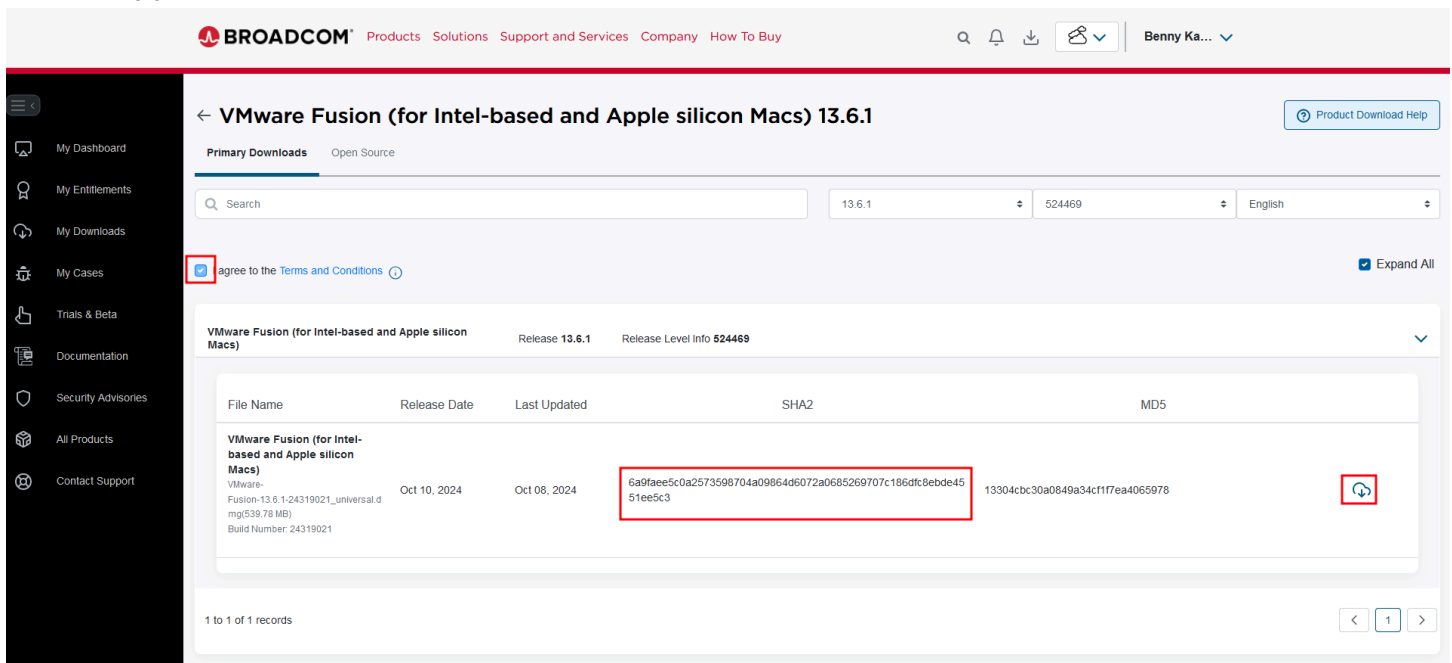 BROADCOM® Products Solutions Support and Services Company How To Buy Benny Ka...
VMware Fusion (for Intel-based and Apple silicon Macs) 13.6.1
Product Download Help
My Dashboard
My Entitlements
My Downloads
My Cases
Trials & Beta
Documentation
Security Advisories
All Products
Contact Support
Primary Downloads Open Source
Search 13.6.1 524469 English
I agree to the Terms and Conditions
Expand All
VMware Fusion (for Intel-based and Apple silicon
Macs)
Release 13.6.1 Release Level Info 524469
File Name Release Date Last Updated SHA2 MD5
VMware Fusion (for Intel-
based and Apple silicon
Macs)
VMware-
Fusion-13.6.1-24319021_universal.d
mg(539.78 MB)
Build Number: 24319021
Oct 10, 2024 Oct 08, 2024
6a9faee5c0a2573598704a09864d6072a0685269707c186dfc8ebde45
51ee5c3
13304cbc30a0849a34cf1f7ea4065978
1 to 1 of 1 records
1